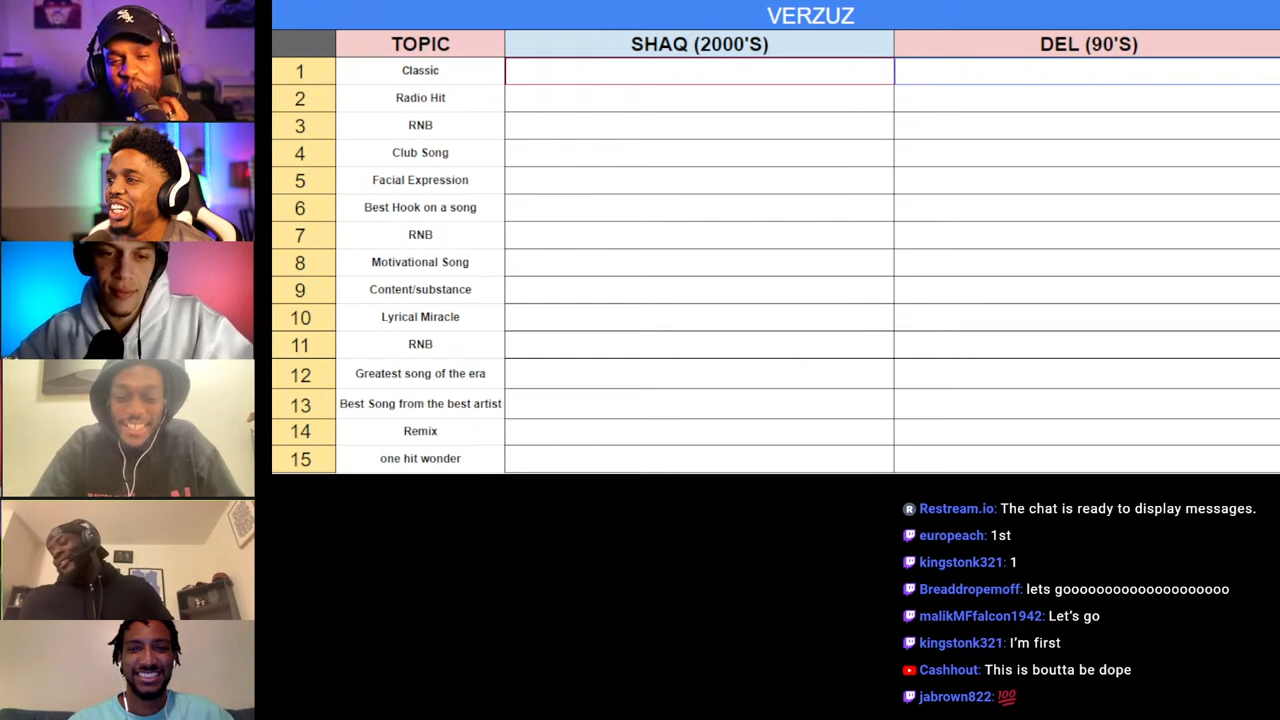 VERZUZ
TOPIC SHAQ (2000'S) DEL (90'S)
1 Classic
2 Radio Hit
3 RNB
4 Club Song
5 Facial Expression
6 Best Hook on a song
7 RNB
8 Motivational Song
9 Content/substance
10 Lyrical Miracle
11 RNB
12 Greatest song of the era
13 Best Song from the best artist
14 Remix
15 one hit wonder
R Restream.io: The chat is ready to display messages.
europeach: 1st
kingstonk321: 1
Breaddropemoff: lets goooooooooooooooooooo
malikMFfalcon1942: Let’s go
kingstonk321: I’m first
Cashhout: This is boutta be dope
jabrown822: 💯